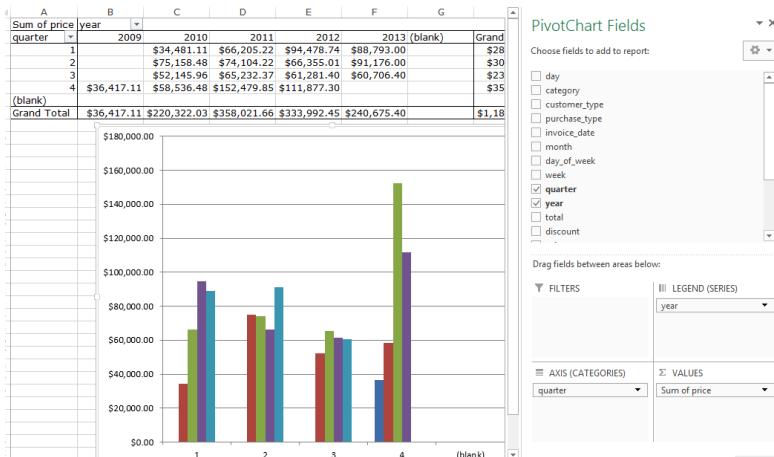 A B C D E F G
Sum of price year
quarter 2009 2010 2011 2012 2013 (blank) Grand
1 $34,481.11 $66,205.22 $94,478.74 $88,793.00 $28
2 $75,158.48 $74,104.22 $66,355.01 $91,176.00 $30
3 $52,145.96 $65,232.37 $61,281.40 $60,706.40 $23
4 $36,417.11 $58,536.48 $152,479.85 $111,877.30 $35
(blank)
Grand Total $36,417.11 $220,322.03 $358,021.66 $333,992.45 $240,675.40 $1,18
$180,000.00
$160,000.00
$140,000.00
$120,000.00
$100,000.00
$80,000.00
$60,000.00
$40,000.00
$20,000.00
$0.00
1 2 3 4 (blank)
PivotChart Fields
Choose fields to add to report:
day
category
customer_type
purchase_type
invoice_date
month
day_of_week
week
quarter
year
total
discount
Drag fields between areas below:
FILTERS
LEGEND (SERIES)
year
AXIS (CATEGORIES)
quarter
Σ VALUES
Sum of price